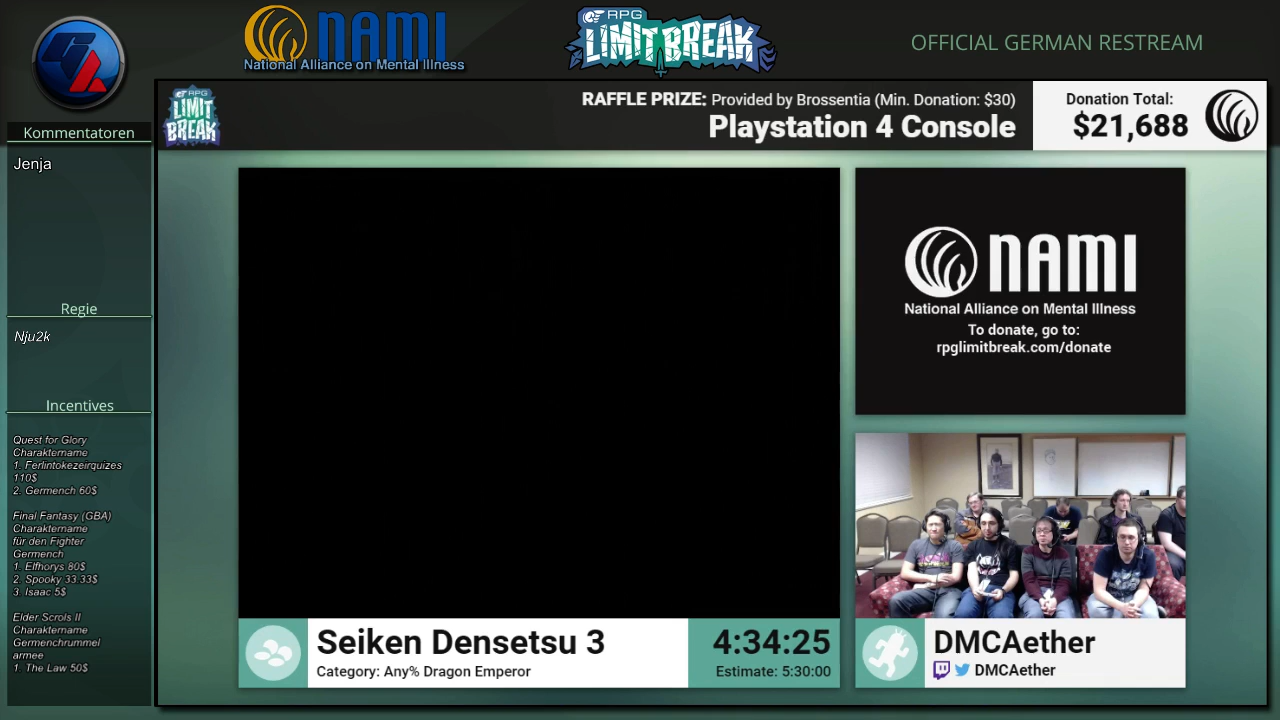 NAMI
National Alliance on Mental Illness
RPG
LIMIT BREAK
OFFICIAL GERMAN RESTREAM
Kommentatoren
Jenja
Regie
Nju2k
Incentives
Quest for Glory
Charaktername
1. Ferlintokezeirquizes
110$
2. Germench 60$
Final Fantasy (GBA)
Charaktername
für den Fighter
Germench
1. Elfhorys 80$
2. Spooky 33.33$
3. Isaac 5$
Elder Scrols II
Charaktername
Germenchrummel
armee
1. The Law 50$
RPG
LIMIT
BREAK
RAFFLE PRIZE: Provided by Brossentia (Min. Donation: $30)
Playstation 4 Console
Donation Total:
$21,688
NAMI
National Alliance on Mental Illness
To donate, go to:
rpglimitbreak.com/donate
Seiken Densetsu 3
Category: Any% Dragon Emperor
4:34:25
Estimate: 5:30:00
DMCAether
DMCAether